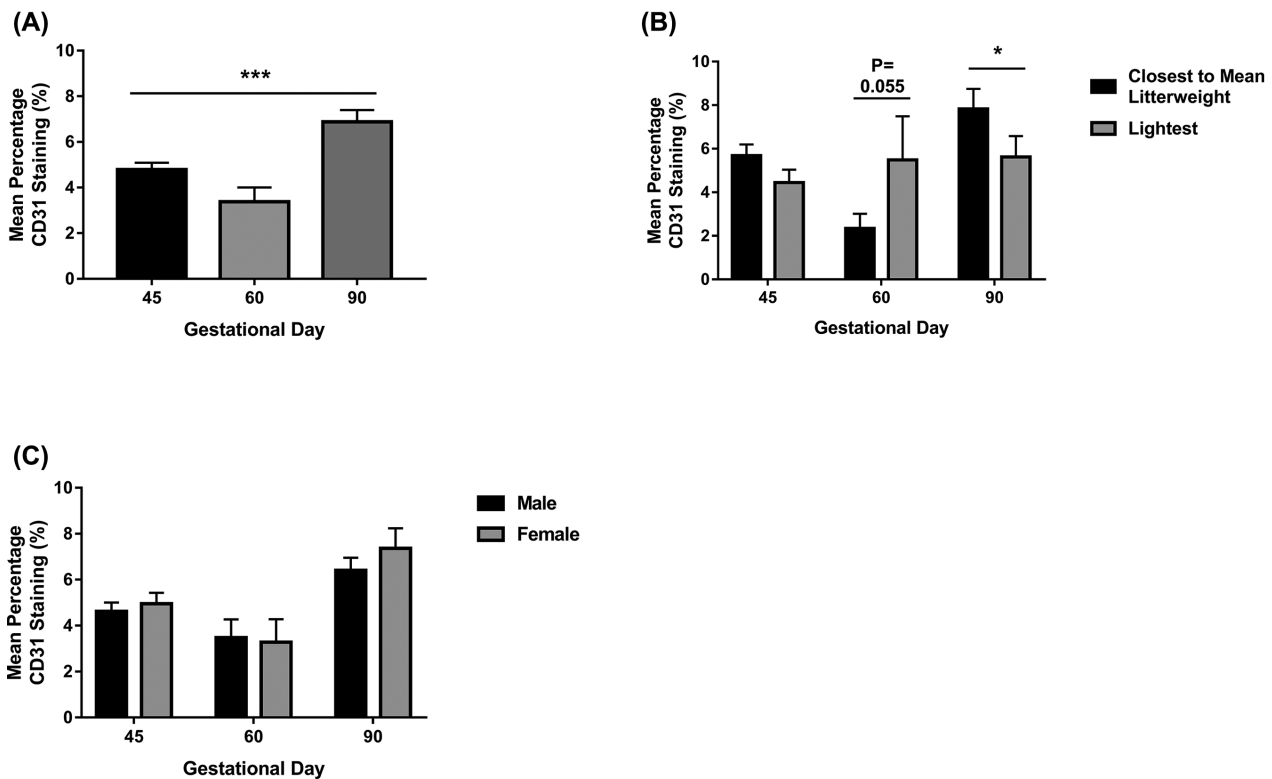 (A)
Mean Percentage
CD31 Staining (%)
10
8
6
4
2
0
***
45 60 90
Gestational Day
(B)
Mean Percentage
CD31 Staining (%)
10
8
6
4
2
0
P=
0.055
*
45 60 90
Gestational Day
Closest to Mean
Litterweight
Lightest
(C)
Mean Percentage
CD31 Staining (%)
10
8
6
4
2
0
45 60 90
Gestational Day
Male
Female